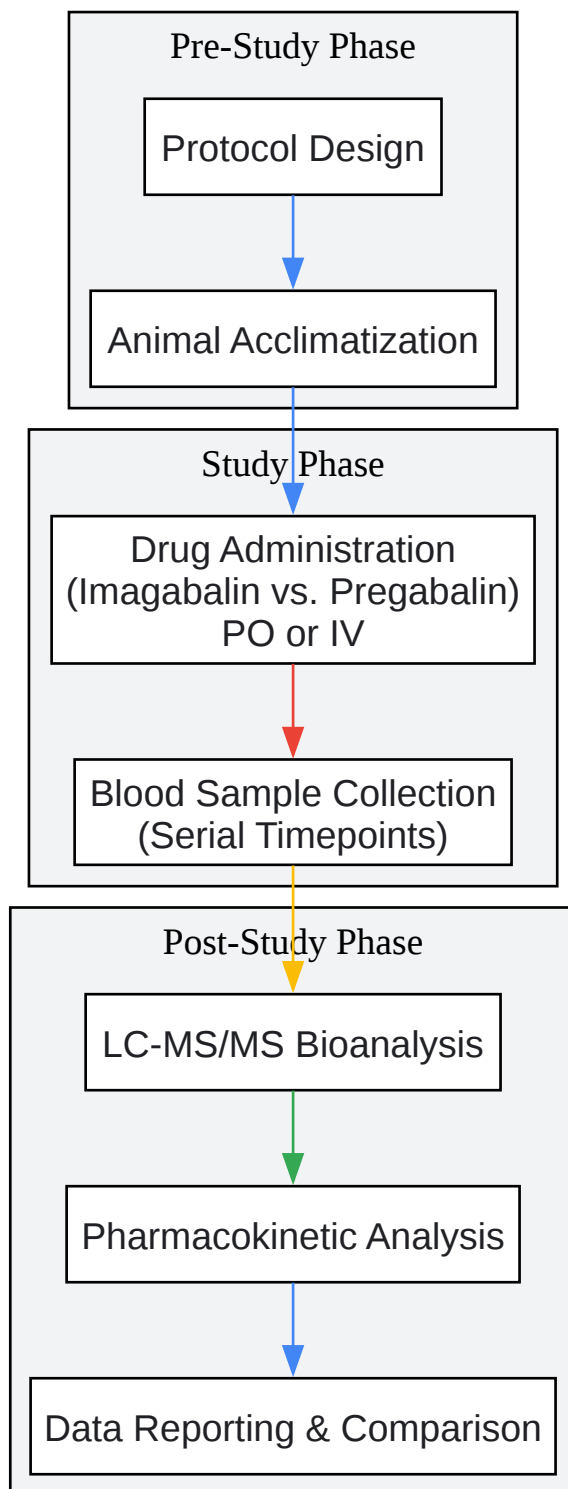 Pre-Study Phase
Protocol Design
Animal Acclimatization
Study Phase
Drug Administration
(Imagabalin vs. Pregabalin)
PO or IV
Blood Sample Collection
(Serial Timepoints)
Post-Study Phase
LC-MS/MS Bioanalysis
Pharmacokinetic Analysis
Data Reporting & Comparison